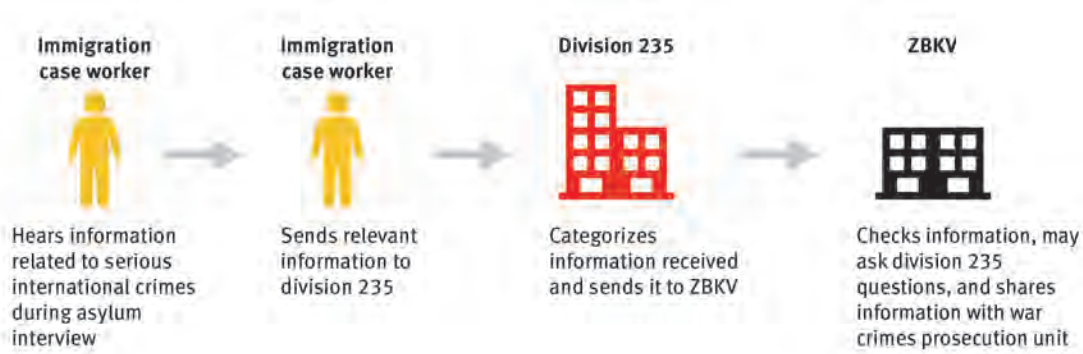 Immigration
case worker
Hears information
related to serious
international crimes
during asylum
interview
Immigration
case worker
Sends relevant
information to
division 235
Division 235
Categorizes
information received
and sends it to ZBKV
ZBKV
Checks information, may
ask division 235
questions, and shares
information with war
crimes prosecution unit